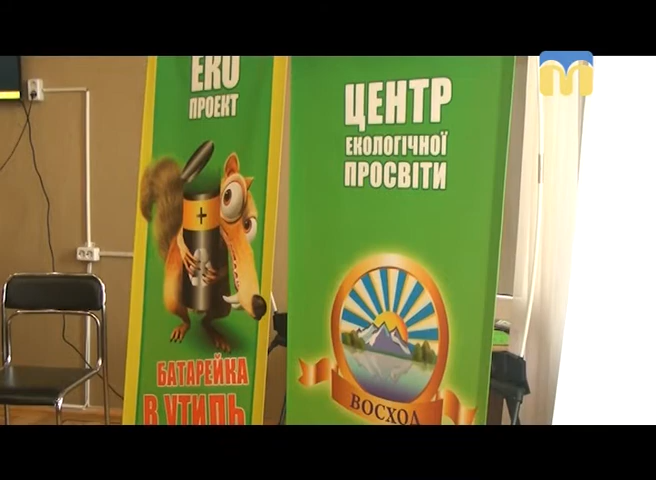 ЕКО
ПРОЕКТ
БАТАРЕЙКА
В УТИЛЬ
ЦЕНТР
ЕКОЛОГІЧНОЇ
ПРОСВІТИ
ВОСХОД